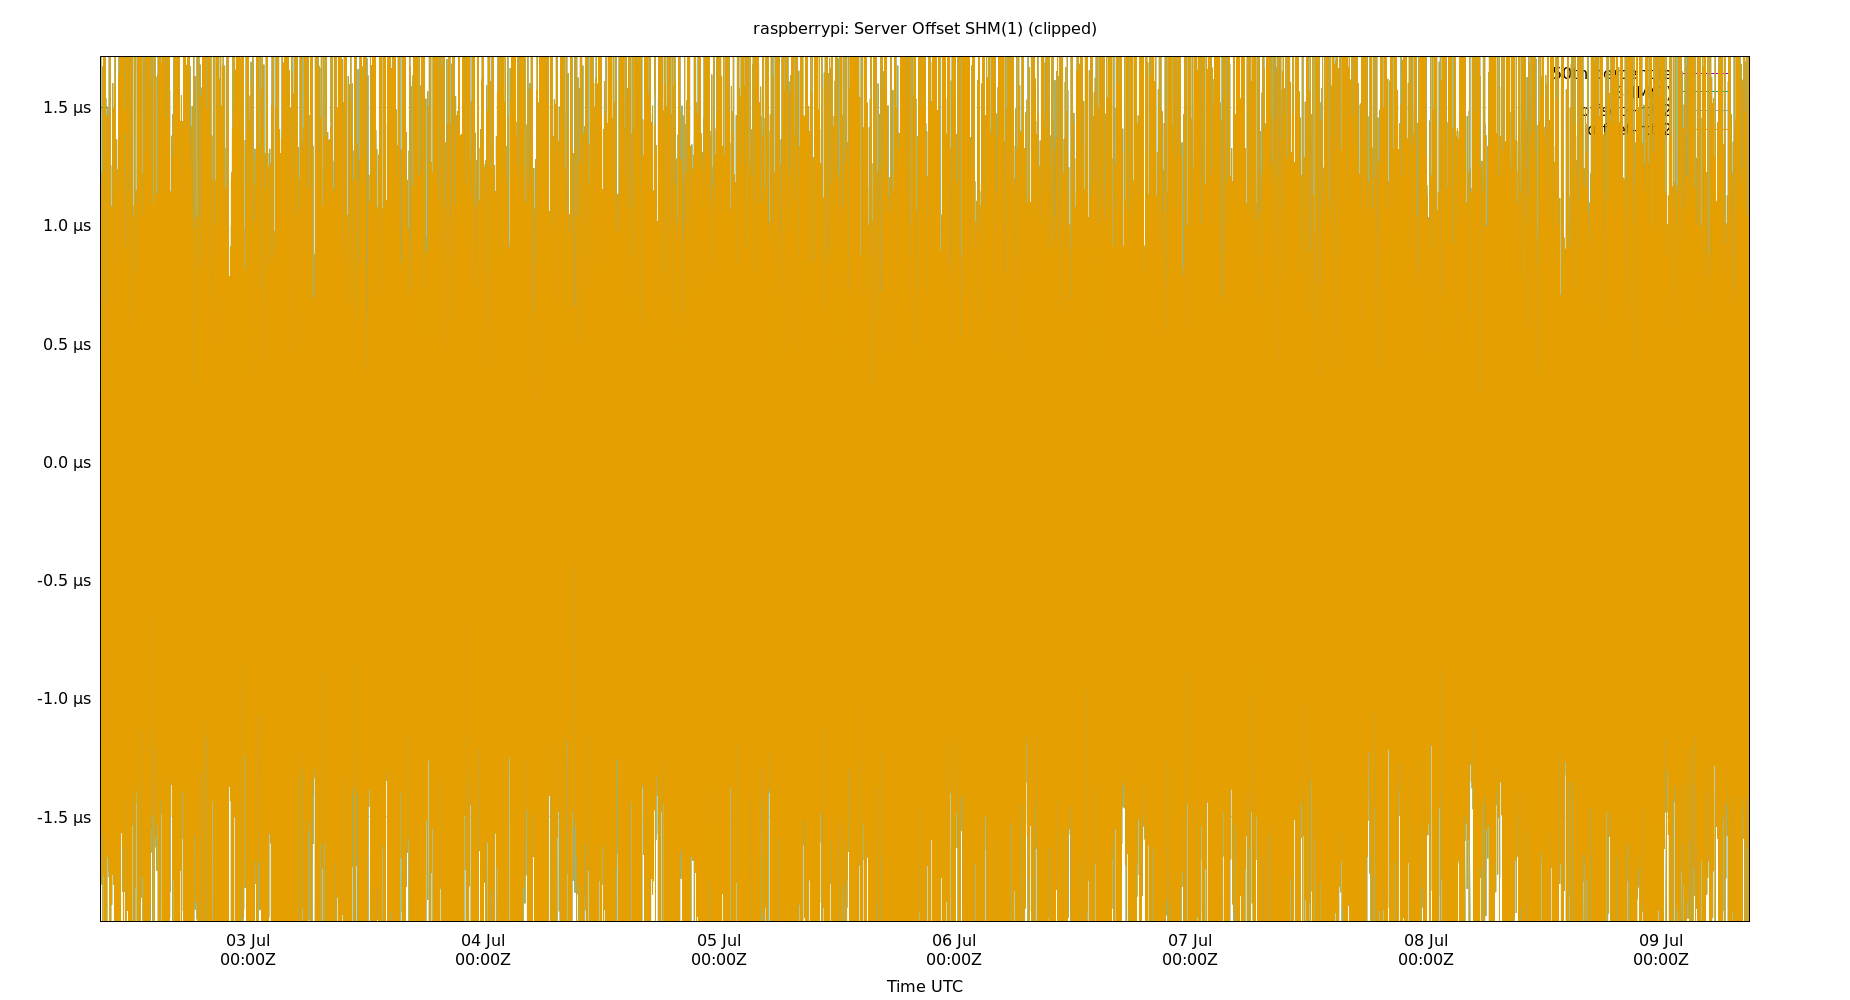 raspberrypi: Server Offset SHM(1) (clipped)
1.5 µs
1.0 µs
0.5 µs
0.0 µs
-0.5 µs
-1.0 µs
-1.5 µs
03 Jul 04 Jul 05 Jul 06 Jul 07 Jul 08 Jul 09 Jul
00:00Z 00:00Z 00:00Z 00:00Z 00:00Z 00:00Z 00:00Z
Time UTC